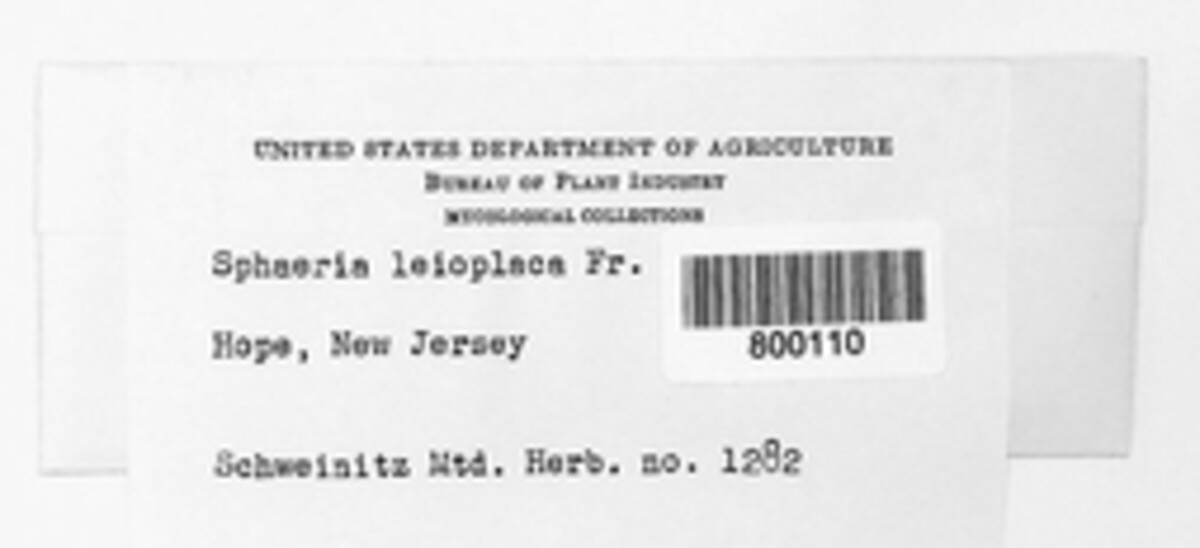 UNITED STATES DEPARTMENT OF AGRICULTURE
BUREAU OF PLANT INDUSTRY
MYCOLOGICAL COLLECTIONS
Sphaeria leioplaca Fr.
800110
Hope, New Jersey
Schweinitz Mtd. Herb. no. 1282